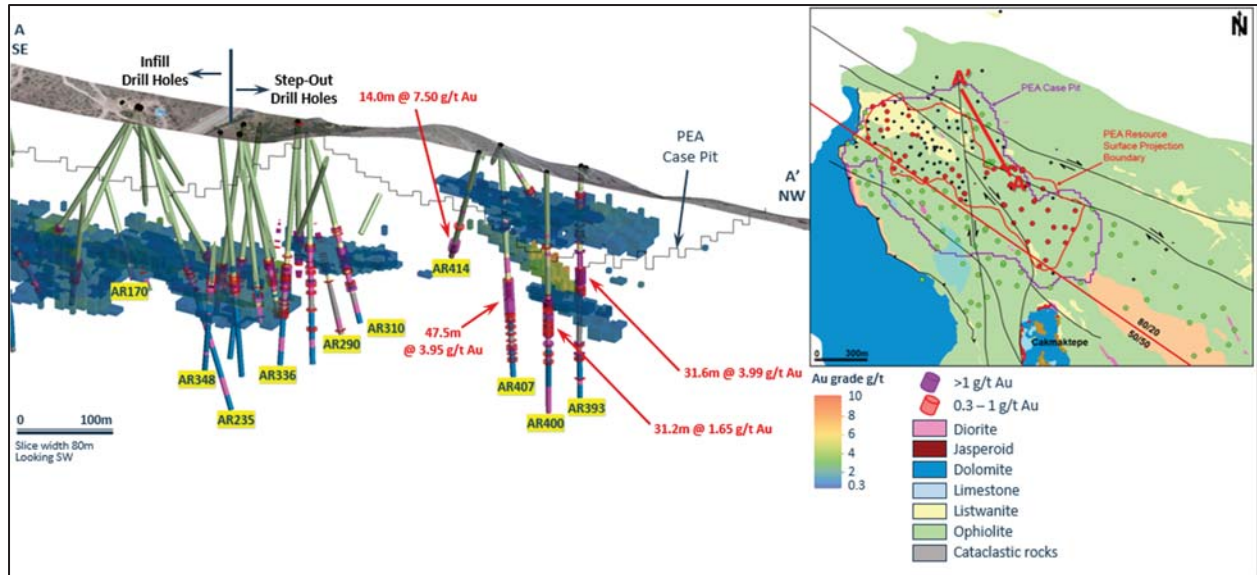 A
SE
Infill
Drill Holes
Step-Out
Drill Holes
14.0m @ 7.50 g/t Au
PEA
Case Pit
A'
NW
AR414
AR170
47.5m
@ 3.95 g/t Au
AR310
AR290
AR348
AR336
AR407
AR393
AR400
AR235
31.6m @ 3.99 g/t Au
31.2m @ 1.65 g/t Au
0 100m
Slice width 80m
Looking SW
N
A'
A
PEA Case Pit
PEA Resource
Surface Projection
Boundary
80/20
50/50
Cakmaktepe
300m
Au grade g/t
10
8
6
4
2
0.3
>1 g/t Au
0.3 – 1 g/t Au
Diorite
Jasperoid
Dolomite
Limestone
Listwanite
Ophiolite
Cataclastic rocks